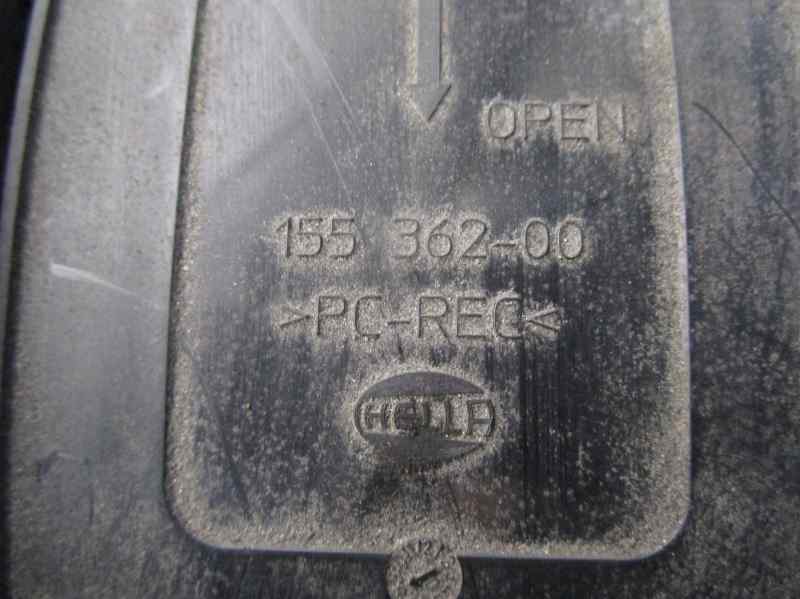 OPEN
155 362-00
>PC-REC<
HELLA